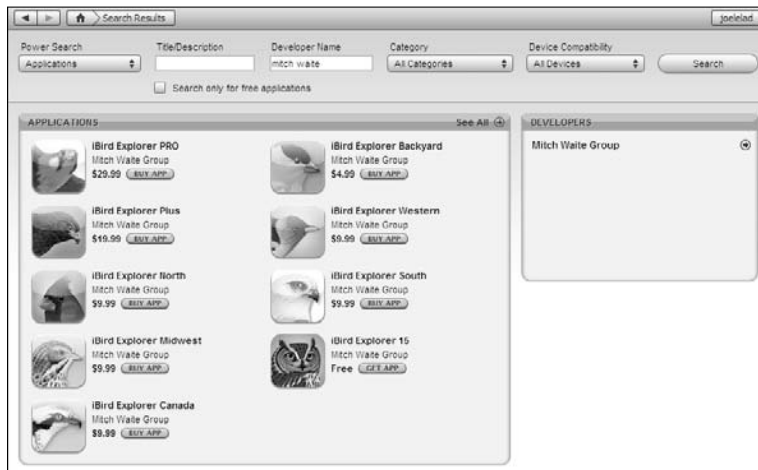 Search Results
joelelad
Power Search
Title/Description
Developer Name
Category
Device Compatibility
Applications
mitch waite
All Categories
All Devices
Search
Search only for free applications
APPLICATIONS
See All
DEVELOPERS
iBird Explorer PRO
Mitch Waite Group
$29.99 BUY APP
iBird Explorer Backyard
Mitch Waite Group
$4.99 BUY APP
Mitch Waite Group
iBird Explorer Plus
Mitch Waite Group
$19.99 BUY APP
iBird Explorer Western
Mitch Waite Group
$9.99 BUY APP
iBird Explorer North
Mitch Waite Group
$9.99 BUY APP
iBird Explorer South
Mitch Waite Group
$9.99 BUY APP
iBird Explorer Midwest
Mitch Waite Group
$9.99 BUY APP
iBird Explorer 15
Mitch Waite Group
Free GET APP
iBird Explorer Canada
Mitch Waite Group
$9.99 BUY APP